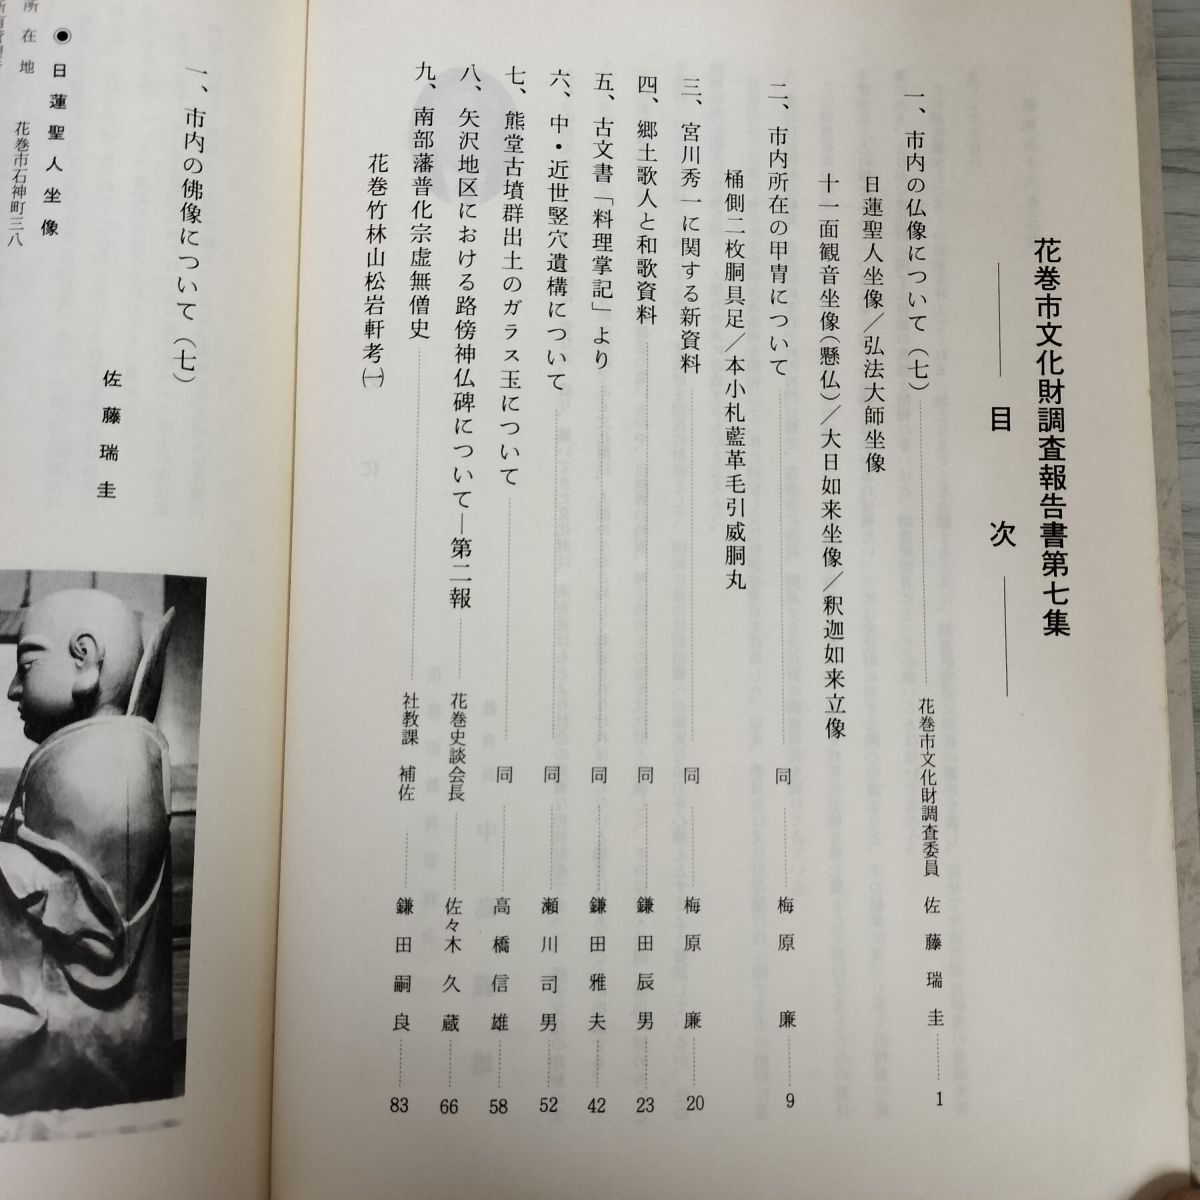 花巻市文化財調査報告書第七集
目次
一、市内の仏像について(七)………花巻市文化財調査委員 佐藤瑞圭………1
日蓮聖人坐像/弘法大師坐像
十一面観音坐像(懸仏)/大日如来坐像/釈迦如来立像
二、市内所在の甲冑について………同………梅原 廉………9
桶側二枚胴具足/本小札藍革毛引威胴丸
三、宮川秀一に関する新資料………同………梅原 廉………20
四、郷土歌人と和歌資料………同………鎌田辰男………23
五、古文書「料理掌記」より………同………鎌田雅夫………42
六、中・近世竪穴遺構について………同………瀬川司男………52
七、熊堂古墳群出土のガラス玉について………同………高橋信雄………58
八、矢沢地区における路傍神仏碑について―第二報………花巻史談会長………佐々木久蔵………66
九、南部藩普化宗虚無僧史………社教課 補佐………鎌田嗣良………83
花巻竹林山松岩軒考㈠
一、市内の佛像について(七)
佐藤瑞圭
◉日蓮聖人坐像
所在地 花巻市石神町三八